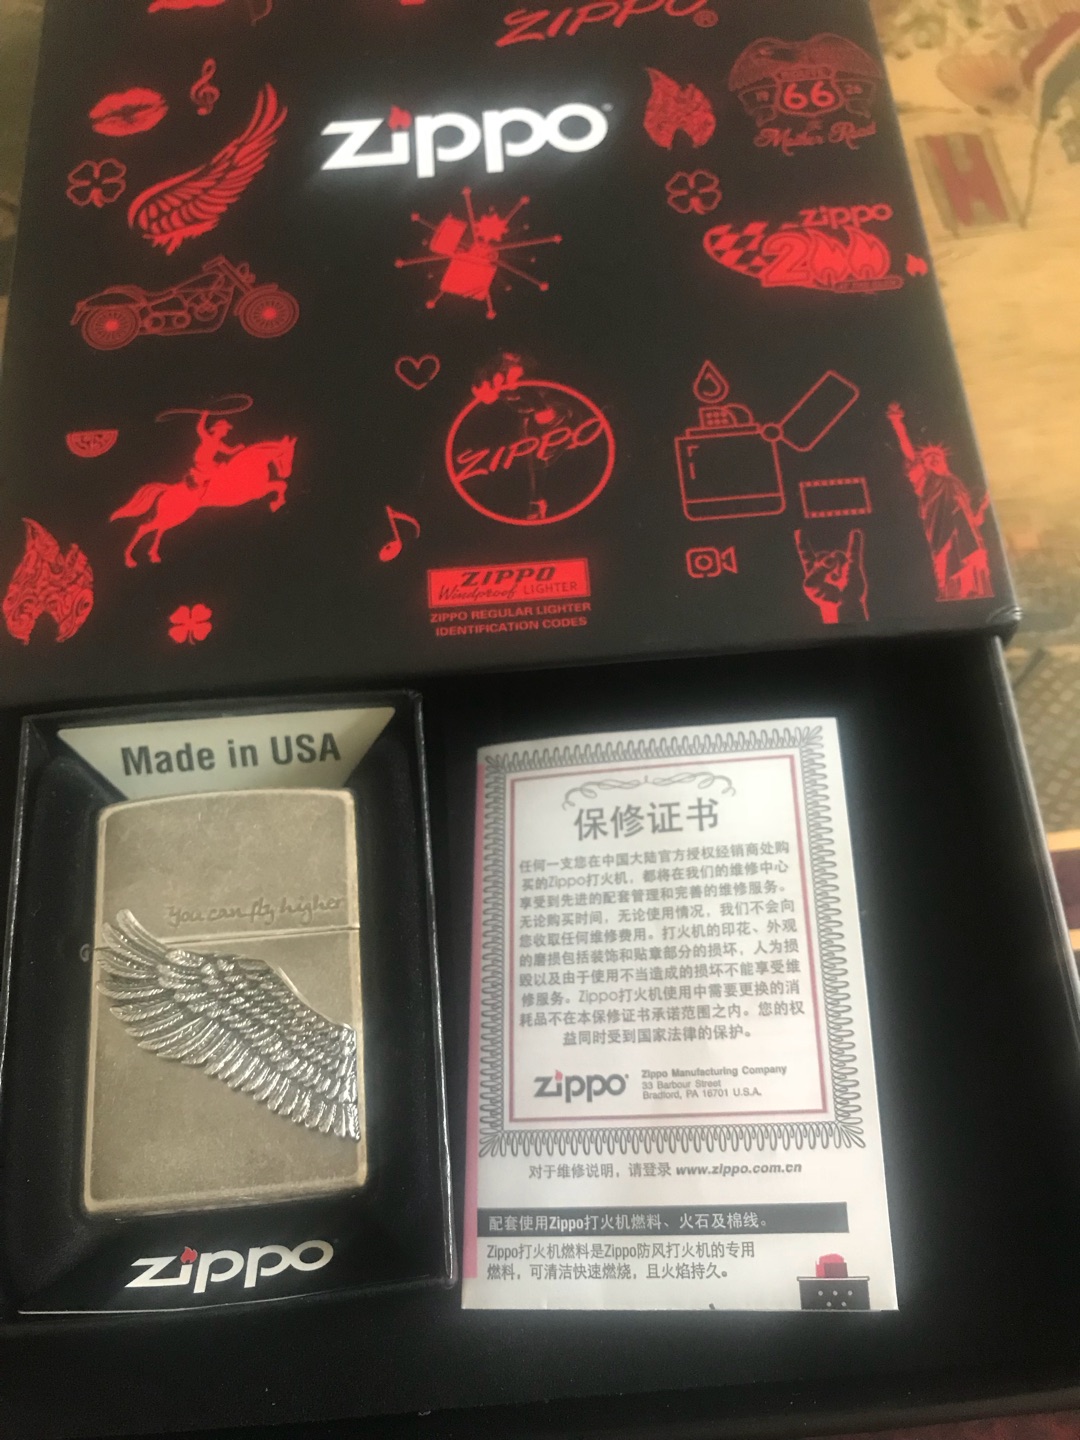 ZIPPO®
Zippo
ROUTE
19 66 26
The
Mother Road
zippo
200
ZIPPO
ZIPPO
Windproof LIGHTER
ZIPPO REGULAR LIGHTER
IDENTIFICATION CODES
Made in USA
You can fly higher
zippo
保修证书
任何一支您在中国大陆官方授权经销商处购
买的Zippo打火机，都将在我们的维修中心
享受到先进的配套管理和完善的维修服务。
无论购买时间，无论使用情况，我们不会向
您收取任何维修费用。打火机的印花、外观
的磨损包括装饰和贴章部分的损坏，人为损
毁以及由于使用不当造成的损坏不能享受维
修服务。Zippo打火机使用中需要更换的消
耗品不在本保修证书承诺范围之内。您的权
益同时受到国家法律的保护。
zippo
Zippo Manufacturing Company
33 Barbour Street
Bradford, PA 16701 U.S.A.
对于维修说明，请登录 www.zippo.com.cn
配套使用Zippo打火机燃料、火石及棉线。
Zippo打火机燃料是Zippo防风打火机的专用
燃料，可清洁快速燃烧，且火焰持久。